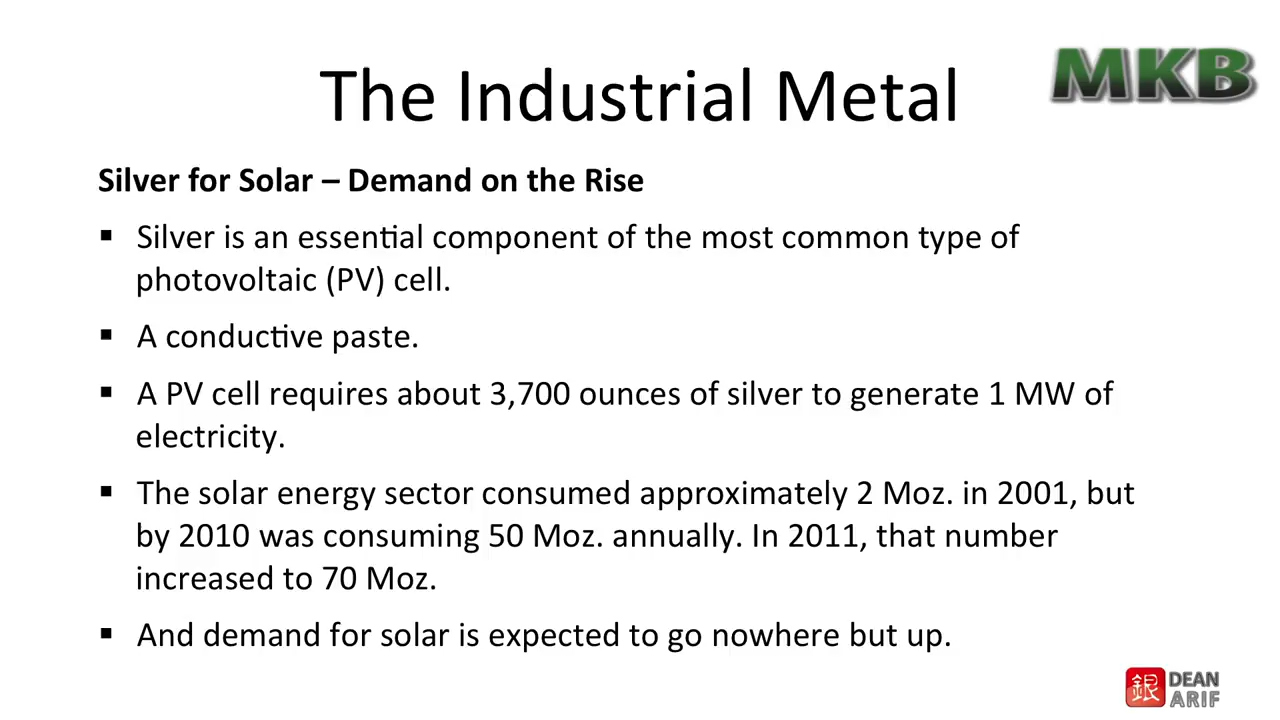 The Industrial Metal
MKB
Silver for Solar – Demand on the Rise
▪ Silver is an essential component of the most common type of
photovoltaic (PV) cell.
▪ A conductive paste.
▪ A PV cell requires about 3,700 ounces of silver to generate 1 MW of
electricity.
▪ The solar energy sector consumed approximately 2 Moz. in 2001, but
by 2010 was consuming 50 Moz. annually. In 2011, that number
increased to 70 Moz.
▪ And demand for solar is expected to go nowhere but up.
銀 DEAN
ARIF